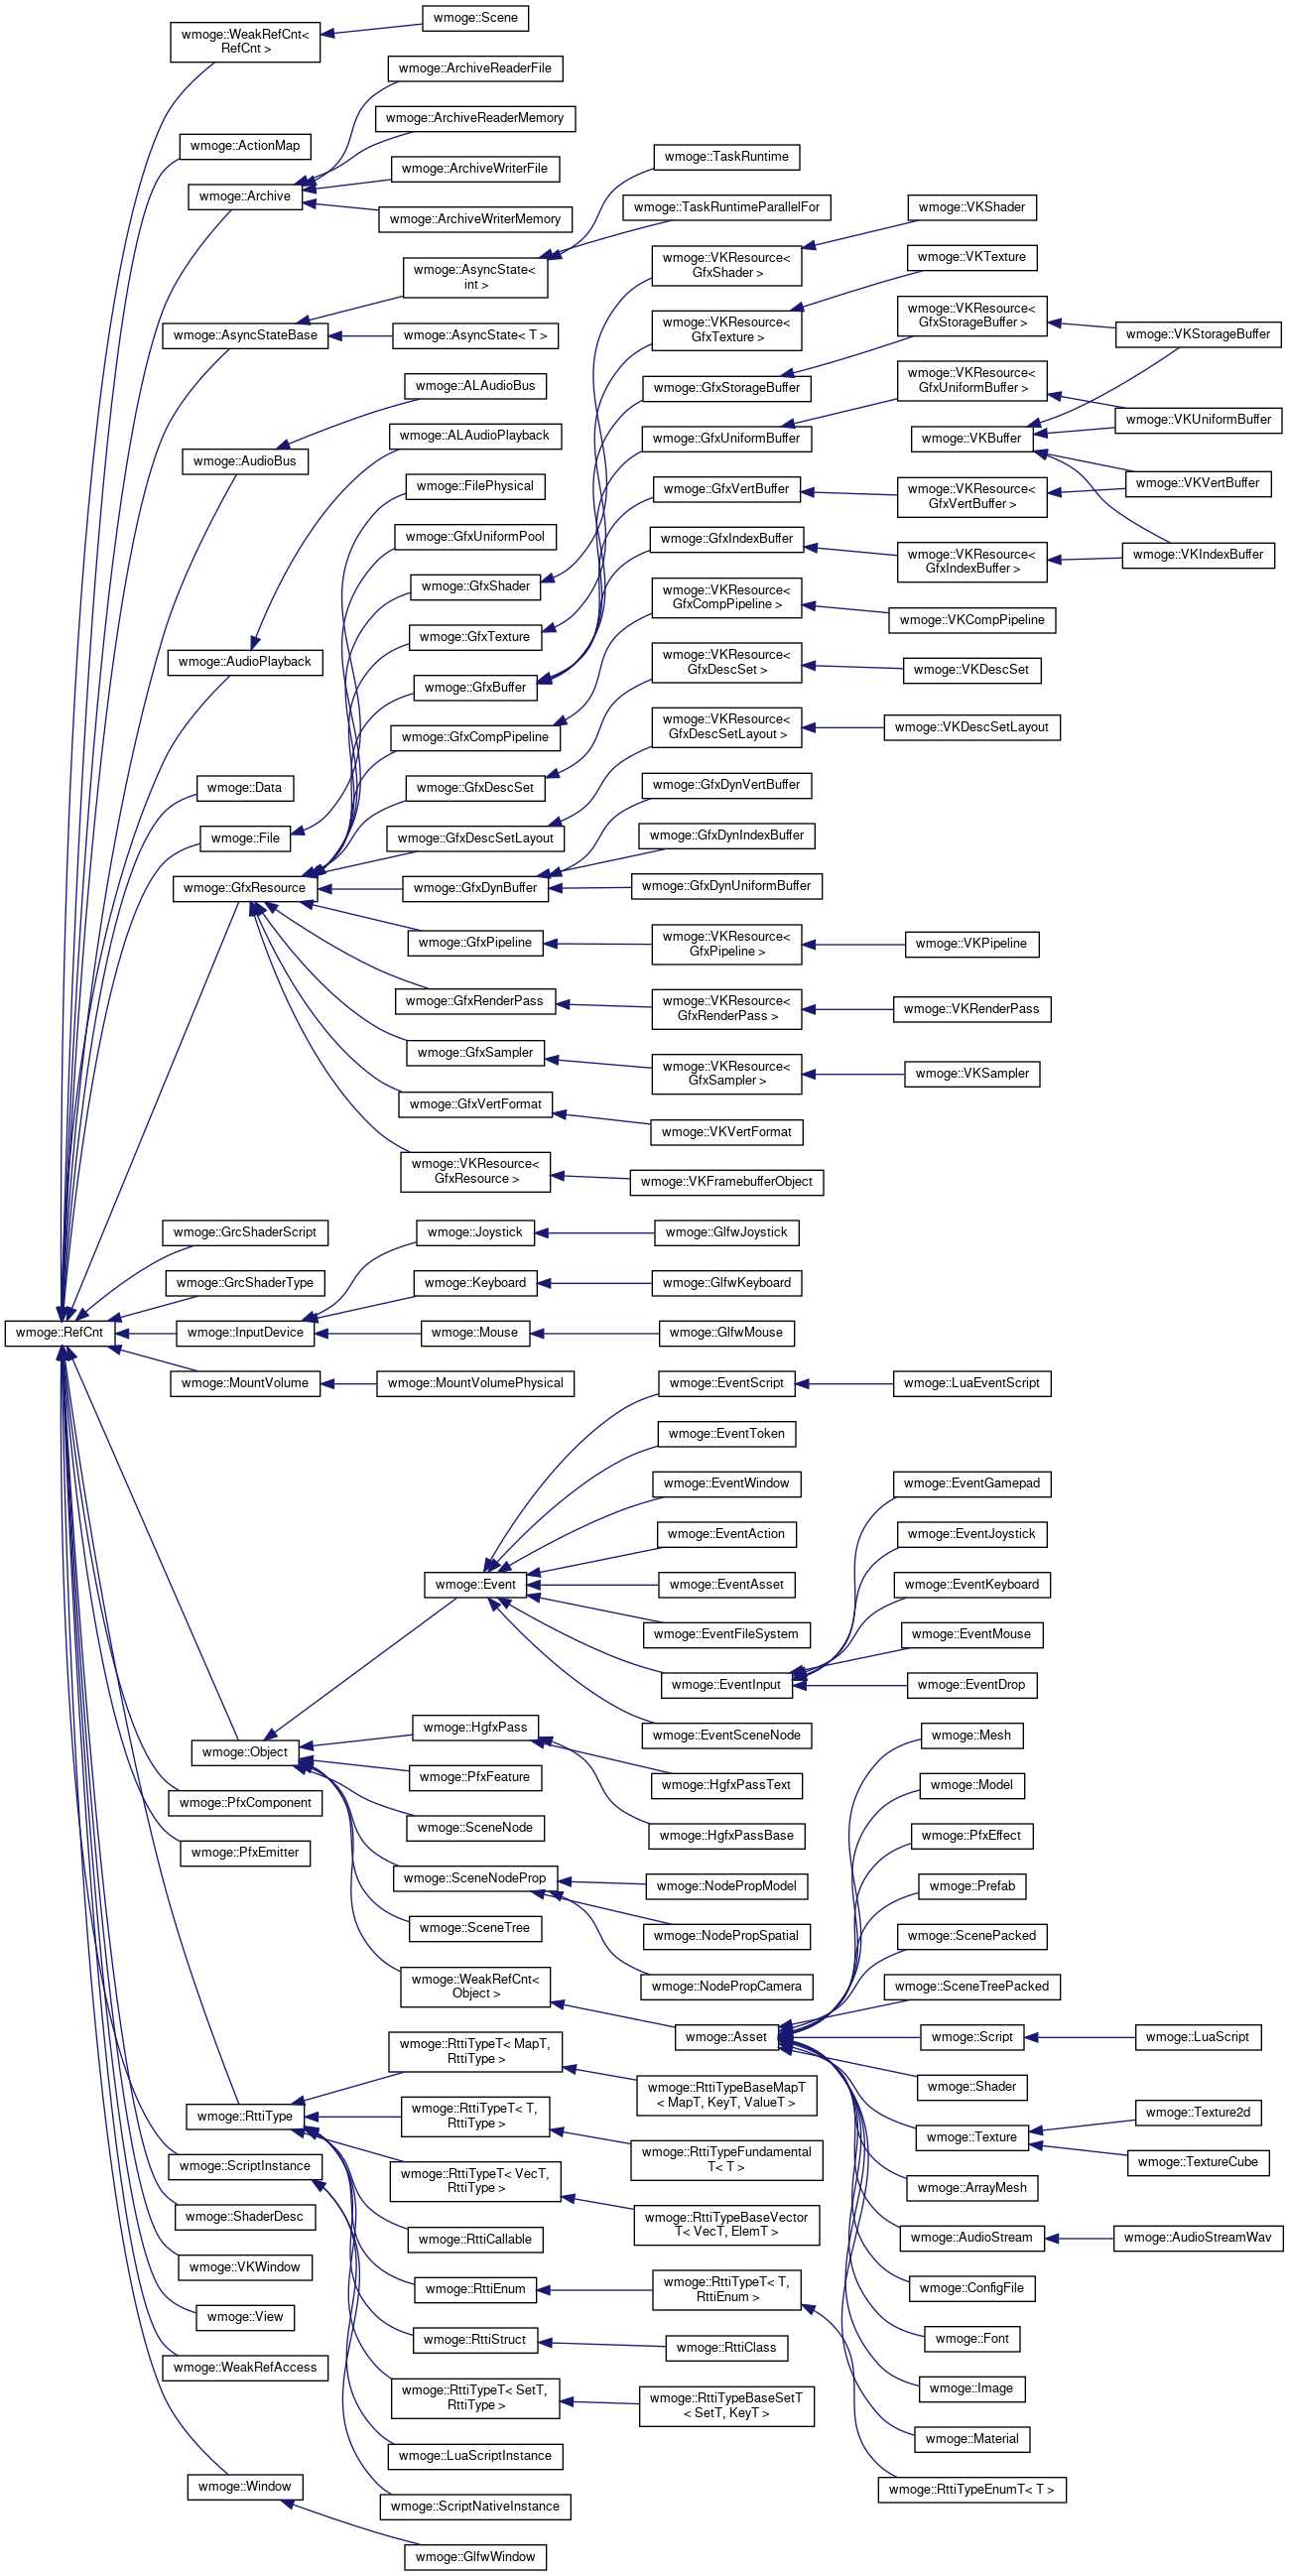 wmoge::RefCnt
wmoge::WeakRefCnt<
RefCnt >
wmoge::ActionMap
wmoge::Archive
wmoge::AsyncStateBase
wmoge::AudioBus
wmoge::AudioPlayback
wmoge::Data
wmoge::File
wmoge::GfxResource
wmoge::GrcShaderScript
wmoge::GrcShaderType
wmoge::InputDevice
wmoge::MountVolume
wmoge::Object
wmoge::PfxComponent
wmoge::PfxEmitter
wmoge::RttiType
wmoge::ScriptInstance
wmoge::ShaderDesc
wmoge::VKWindow
wmoge::View
wmoge::WeakRefAccess
wmoge::Window
wmoge::Scene
wmoge::ArchiveReaderFile
wmoge::ArchiveReaderMemory
wmoge::ArchiveWriterFile
wmoge::ArchiveWriterMemory
wmoge::AsyncState<
int >
wmoge::AsyncState< T >
wmoge::ALAudioBus
wmoge::ALAudioPlayback
wmoge::FilePhysical
wmoge::GfxUniformPool
wmoge::GfxShader
wmoge::GfxTexture
wmoge::GfxBuffer
wmoge::GfxCompPipeline
wmoge::GfxDescSet
wmoge::GfxDescSetLayout
wmoge::GfxDynBuffer
wmoge::GfxPipeline
wmoge::GfxRenderPass
wmoge::GfxSampler
wmoge::GfxVertFormat
wmoge::VKResource<
GfxResource >
wmoge::Joystick
wmoge::Keyboard
wmoge::Mouse
wmoge::MountVolumePhysical
wmoge::Event
wmoge::HgfxPass
wmoge::PfxFeature
wmoge::SceneNode
wmoge::SceneNodeProp
wmoge::SceneTree
wmoge::WeakRefCnt<
Object >
wmoge::RttiTypeT< MapT,
RttiType >
wmoge::RttiTypeT< T,
RttiType >
wmoge::RttiTypeT< VecT,
RttiType >
wmoge::RttiCallable
wmoge::RttiEnum
wmoge::RttiStruct
wmoge::RttiTypeT< SetT,
RttiType >
wmoge::LuaScriptInstance
wmoge::ScriptNativeInstance
wmoge::GlfwWindow
wmoge::TaskRuntime
wmoge::TaskRuntimeParallelFor
wmoge::VKResource<
GfxShader >
wmoge::VKResource<
GfxTexture >
wmoge::GfxStorageBuffer
wmoge::GfxUniformBuffer
wmoge::GfxVertBuffer
wmoge::GfxIndexBuffer
wmoge::VKResource<
GfxCompPipeline >
wmoge::VKResource<
GfxDescSet >
wmoge::VKResource<
GfxDescSetLayout >
wmoge::GfxDynVertBuffer
wmoge::GfxDynIndexBuffer
wmoge::GfxDynUniformBuffer
wmoge::VKResource<
GfxPipeline >
wmoge::VKResource<
GfxRenderPass >
wmoge::VKResource<
GfxSampler >
wmoge::VKVertFormat
wmoge::VKFramebufferObject
wmoge::GlfwJoystick
wmoge::GlfwKeyboard
wmoge::GlfwMouse
wmoge::EventScript
wmoge::EventToken
wmoge::EventWindow
wmoge::EventAction
wmoge::EventAsset
wmoge::EventFileSystem
wmoge::EventInput
wmoge::EventSceneNode
wmoge::HgfxPassText
wmoge::HgfxPassBase
wmoge::NodePropModel
wmoge::NodePropSpatial
wmoge::NodePropCamera
wmoge::Asset
wmoge::RttiTypeBaseMapT
< MapT, KeyT, ValueT >
wmoge::RttiTypeFundamental
T< T >
wmoge::RttiTypeBaseVector
T< VecT, ElemT >
wmoge::RttiTypeT< T,
RttiEnum >
wmoge::RttiClass
wmoge::RttiTypeBaseSetT
< SetT, KeyT >
wmoge::VKShader
wmoge::VKTexture
wmoge::VKResource<
GfxStorageBuffer >
wmoge::VKResource<
GfxUniformBuffer >
wmoge::VKBuffer
wmoge::VKResource<
GfxVertBuffer >
wmoge::VKResource<
GfxIndexBuffer >
wmoge::VKCompPipeline
wmoge::VKDescSet
wmoge::VKDescSetLayout
wmoge::VKPipeline
wmoge::VKRenderPass
wmoge::VKSampler
wmoge::LuaEventScript
wmoge::EventGamepad
wmoge::EventJoystick
wmoge::EventKeyboard
wmoge::EventMouse
wmoge::EventDrop
wmoge::Mesh
wmoge::Model
wmoge::PfxEffect
wmoge::Prefab
wmoge::ScenePacked
wmoge::SceneTreePacked
wmoge::Script
wmoge::Shader
wmoge::Texture
wmoge::ArrayMesh
wmoge::AudioStream
wmoge::ConfigFile
wmoge::Font
wmoge::Image
wmoge::Material
wmoge::RttiTypeEnumT< T >
wmoge::VKStorageBuffer
wmoge::VKUniformBuffer
wmoge::VKVertBuffer
wmoge::VKIndexBuffer
wmoge::LuaScript
wmoge::Texture2d
wmoge::TextureCube
wmoge::AudioStreamWav